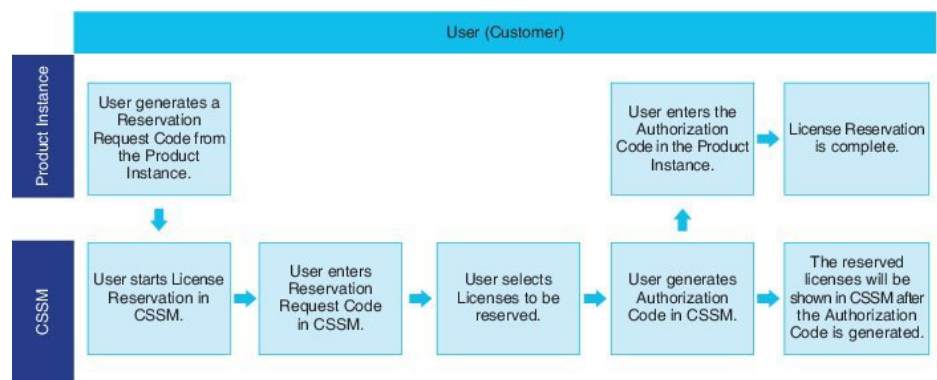 User (Customer)
Product Instance
User generates a
Reservation
Request Code from
the Product
Instance.
User enters the
Authorization
Code in the Product
Instance.
License Reservation
is complete.
CSSM
User starts License
Reservation in
CSSM.
User enters
Reservation
Request Code
in CSSM.
User selects
Licenses to be
reserved.
User generates
Authorization
Code in CSSM.
The reserved
licenses will be
shown in CSSM after
the Authorization
Code is generated.